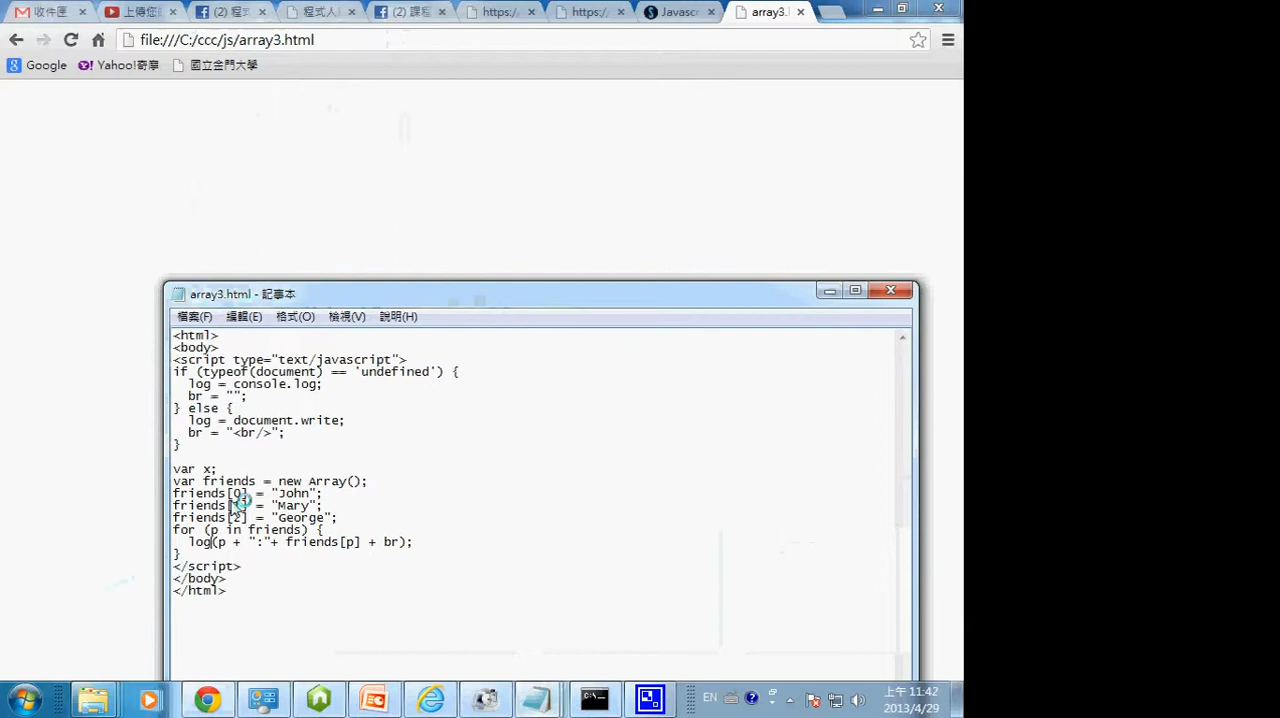 收件匣
上傳您
(2) 程式
程式人
(2) 課程
https:/
https:/
Javascr
array3.l
file:///C:/ccc/js/array3.html
Google
Yahoo!奇摩
國立金門大學
array3.html - 記事本
檔案(F) 編輯(E) 格式(O) 檢視(V) 說明(H)
<html>
<body>
<script type="text/javascript">
if (typeof(document) == 'undefined') {
log = console.log;
br = "";
} else {
log = document.write;
br = "<br/>";
}
var x;
var friends = new Array();
friends[0] = "John";
friends[ ] = "Mary";
friends[2] = "George";
for (p in friends) {
log(p + ":"+ friends[p] + br);
}
</script>
</body>
</html>
EN
上午 11:42
2013/4/29